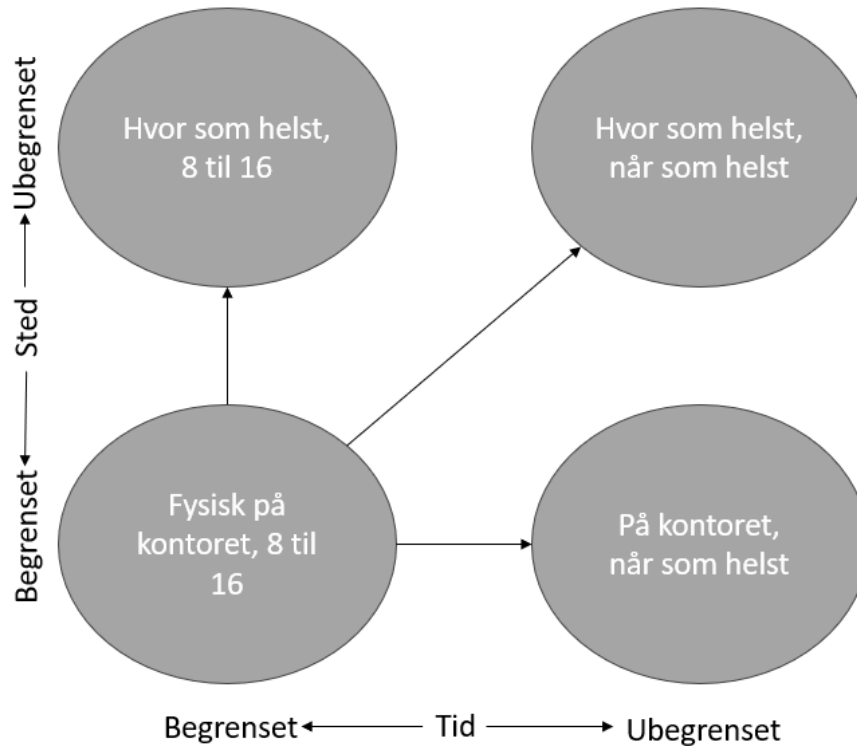 Ubegrenset
Sted
Begrenset
Hvor som helst,
8 til 16
Hvor som helst,
når som helst
Fysisk på
kontoret, 8 til
16
På kontoret,
når som helst
Begrenset
Tid
Ubegrenset